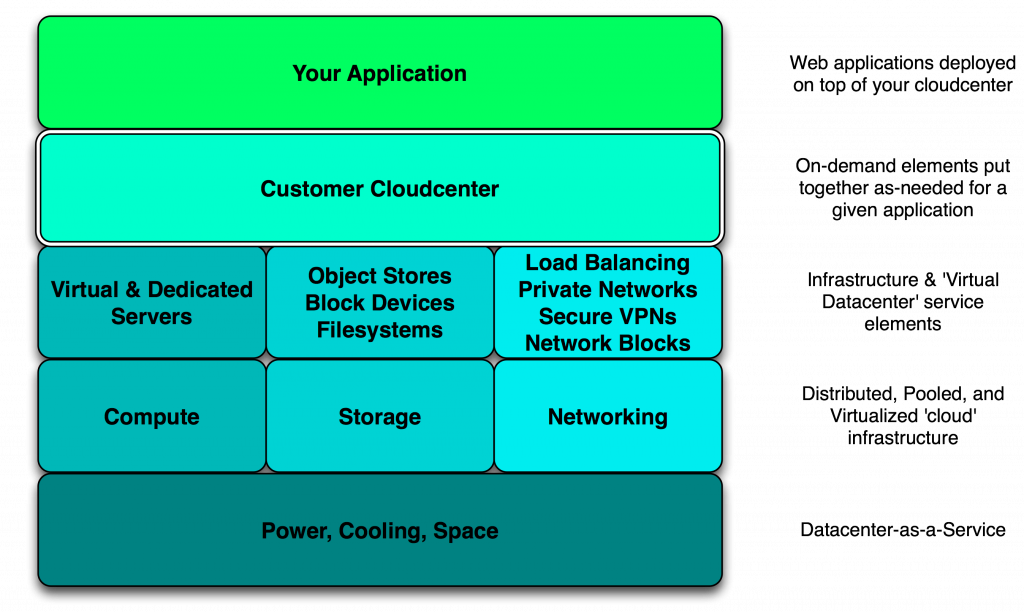 Your Application
Web applications deployed
on top of your cloudcenter
Customer Cloudcenter
On-demand elements put
together as-needed for a
given application
Virtual & Dedicated
Servers
Object Stores
Block Devices
Filesystems
Load Balancing
Private Networks
Secure VPNs
Network Blocks
Infrastructure & 'Virtual
Datacenter' service
elements
Compute
Storage
Networking
Distributed, Pooled, and
Virtualized 'cloud'
infrastructure
Power, Cooling, Space
Datacenter-as-a-Service